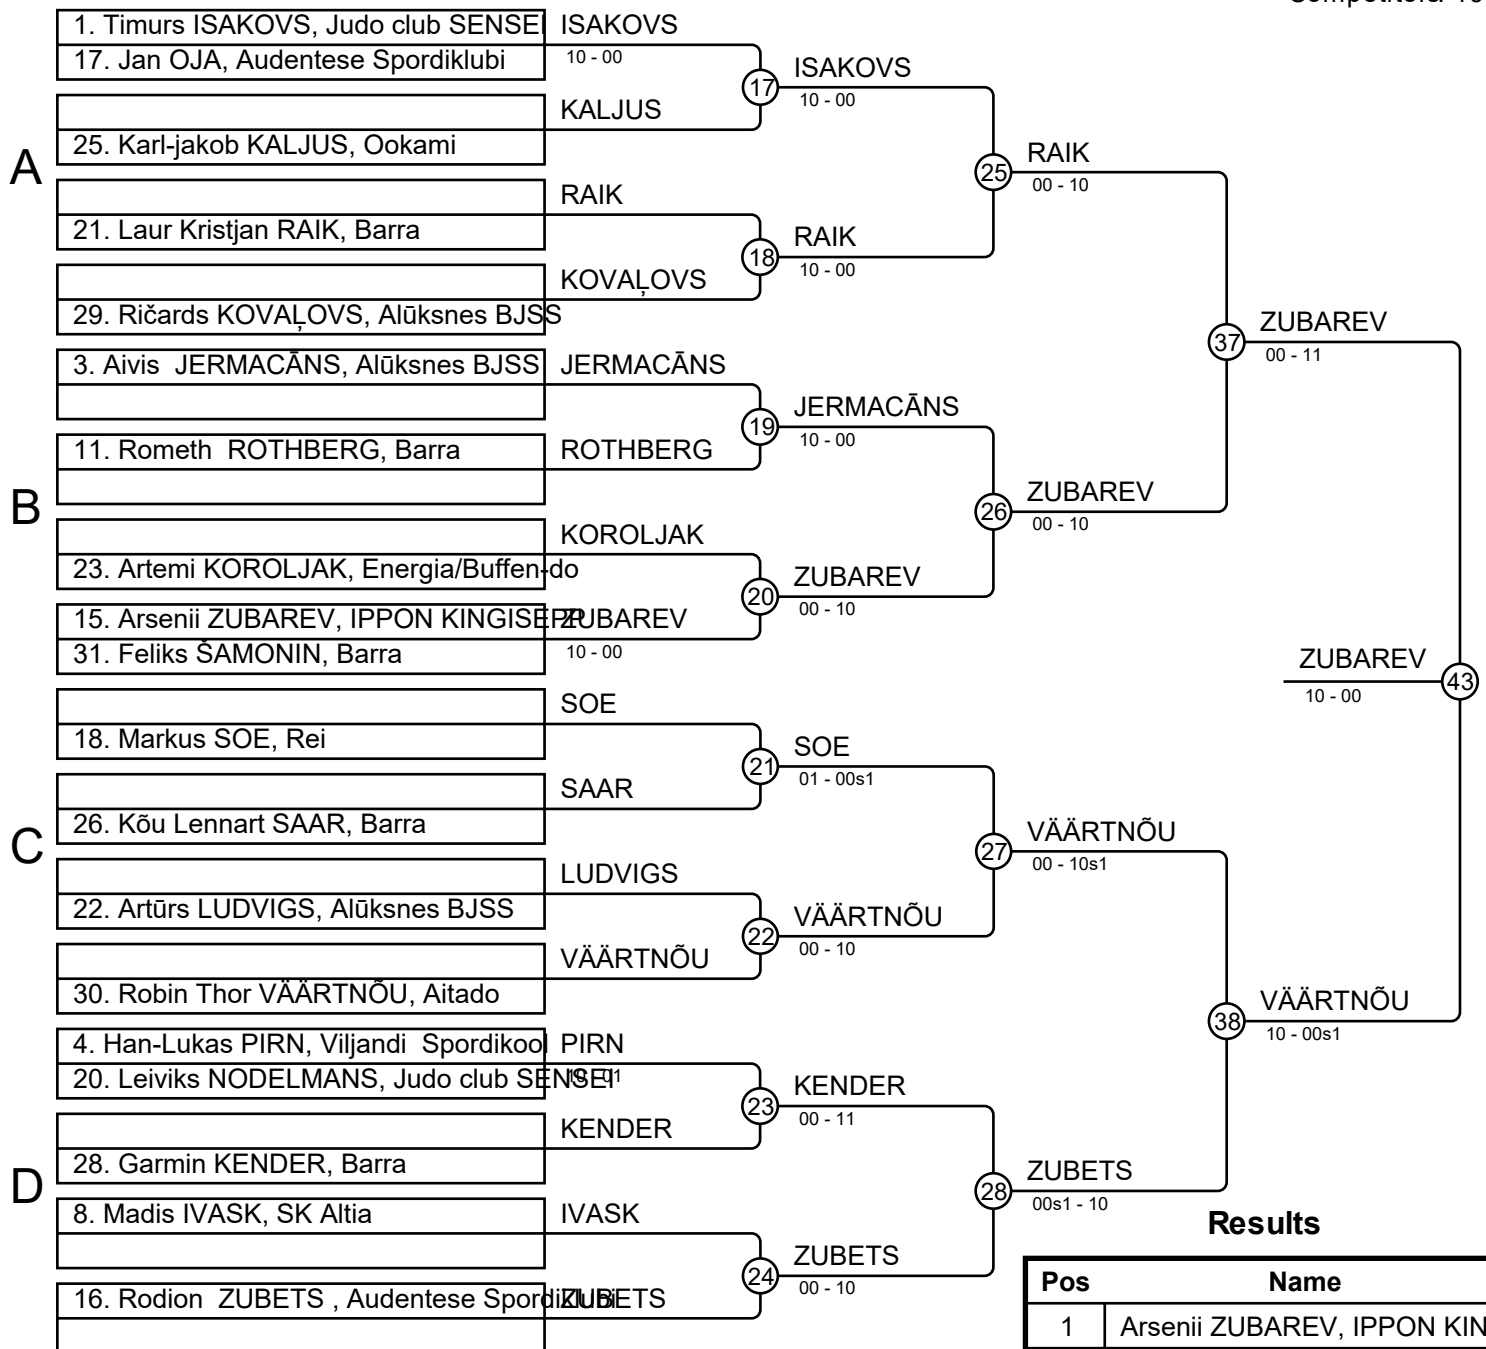 1. Timurs ISAKOVS, Judo club SENSEI
ISAKOVS
17. Jan OJA, Audentese Spordiklubi
10 - 00
17
ISAKOVS
10 - 00
KALJUS
25. Karl-jakob KALJUS, Ookami
A
25
RAIK
00 - 10
RAIK
21. Laur Kristjan RAIK, Barra
18
RAIK
10 - 00
KOVAĻOVS
29. Ričards KOVAĻOVS, Alūksnes BJSS
37
ZUBAREV
00 - 11
3. Aivis JERMACĀNS, Alūksnes BJSS
JERMACĀNS
19
JERMACĀNS
10 - 00
11. Rometh ROTHBERG, Barra
ROTHBERG
B
26
ZUBAREV
00 - 10
KOROLJAK
23. Artemi KOROLJAK, Energia/Buffen-do
20
ZUBAREV
00 - 10
15. Arsenii ZUBAREV, IPPON KINGISEPP
ZUBAREV
31. Feliks ŠAMONIN, Barra
10 - 00
ZUBAREV
10 - 00
43
SOE
18. Markus SOE, Rei
21
SOE
01 - 00s1
SAAR
26. Kõu Lennart SAAR, Barra
C
27
VÄÄRTNÕU
00 - 10s1
LUDVIGS
22. Artūrs LUDVIGS, Alūksnes BJSS
22
VÄÄRTNÕU
00 - 10
VÄÄRTNÕU
30. Robin Thor VÄÄRTNÕU, Aitado
38
VÄÄRTNÕU
10 - 00s1
4. Han-Lukas PIRN, Viljandi Spordikool
PIRN
20. Leiviks NODELMANS, Judo club SENSEI
23
KENDER
00 - 11
KENDER
28. Garmin KENDER, Barra
D
28
ZUBETS
00s1 - 10
8. Madis IVASK, SK Altia
IVASK
24
ZUBETS
00 - 10
16. Rodion ZUBETS , Audentese Spordiklubi
ZUBETS
Results
Pos Name
1 Arsenii ZUBAREV, IPPON KIN